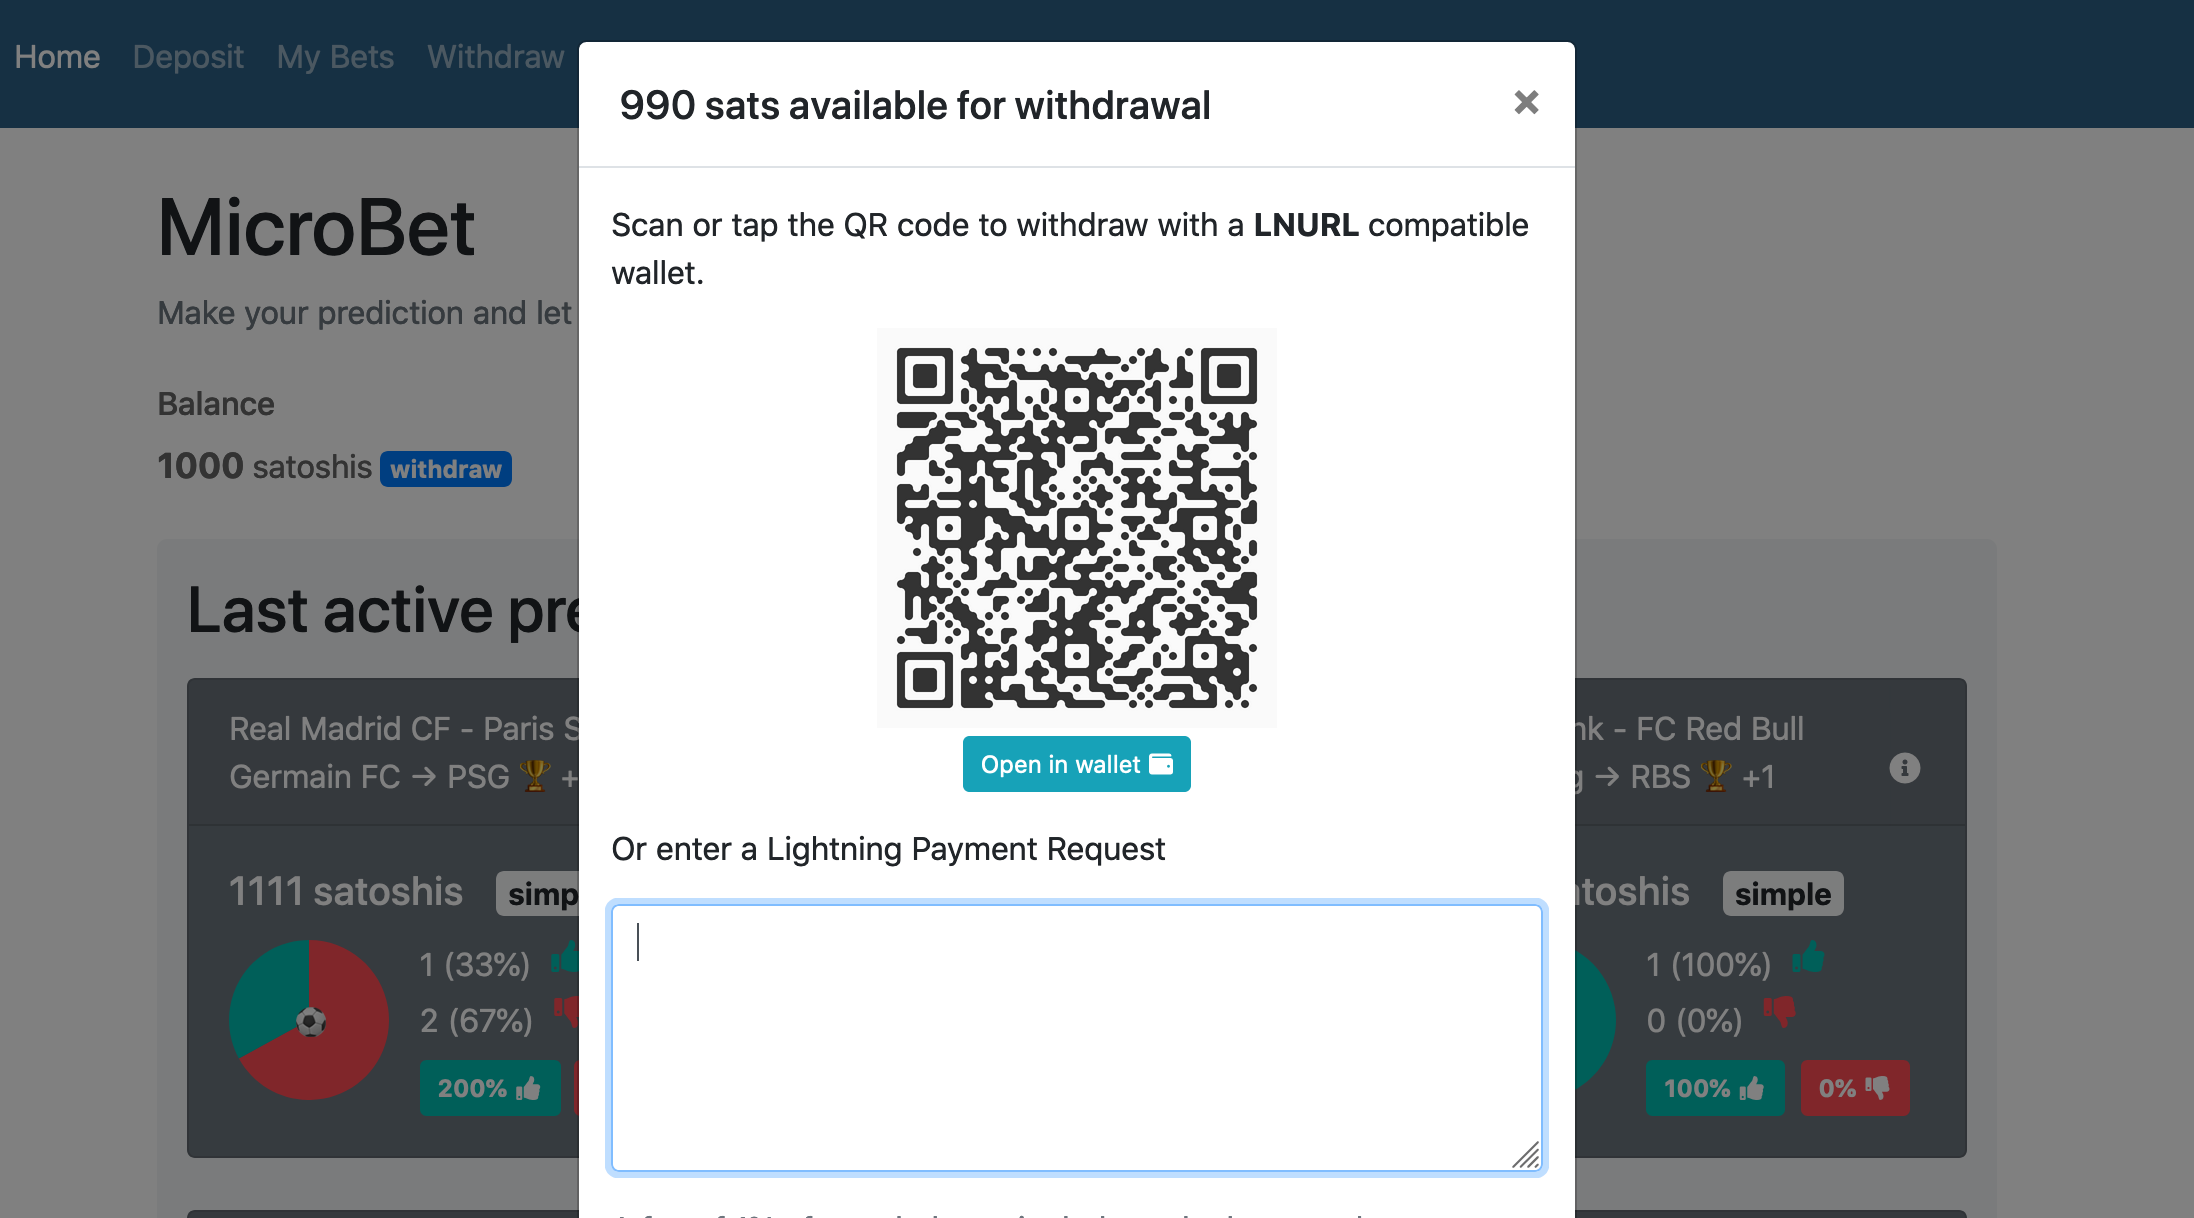 Home Deposit My Bets Withdraw
990 sats available for withdrawal
Scan or tap the QR code to withdraw with a LNURL compatible
wallet.
Open in wallet
Or enter a Lightning Payment Request
MicroBet
Make your prediction and let
Balance
1000 satoshis withdraw
Last active pre
Real Madrid CF - Paris S
Germain FC → PSG 🏆 +
1111 satoshis simp
1 (33%)
2 (67%)
200%
nk - FC Red Bull
g → RBS 🏆 +1
atoshis simple
1 (100%)
0 (0%)
100% 0%